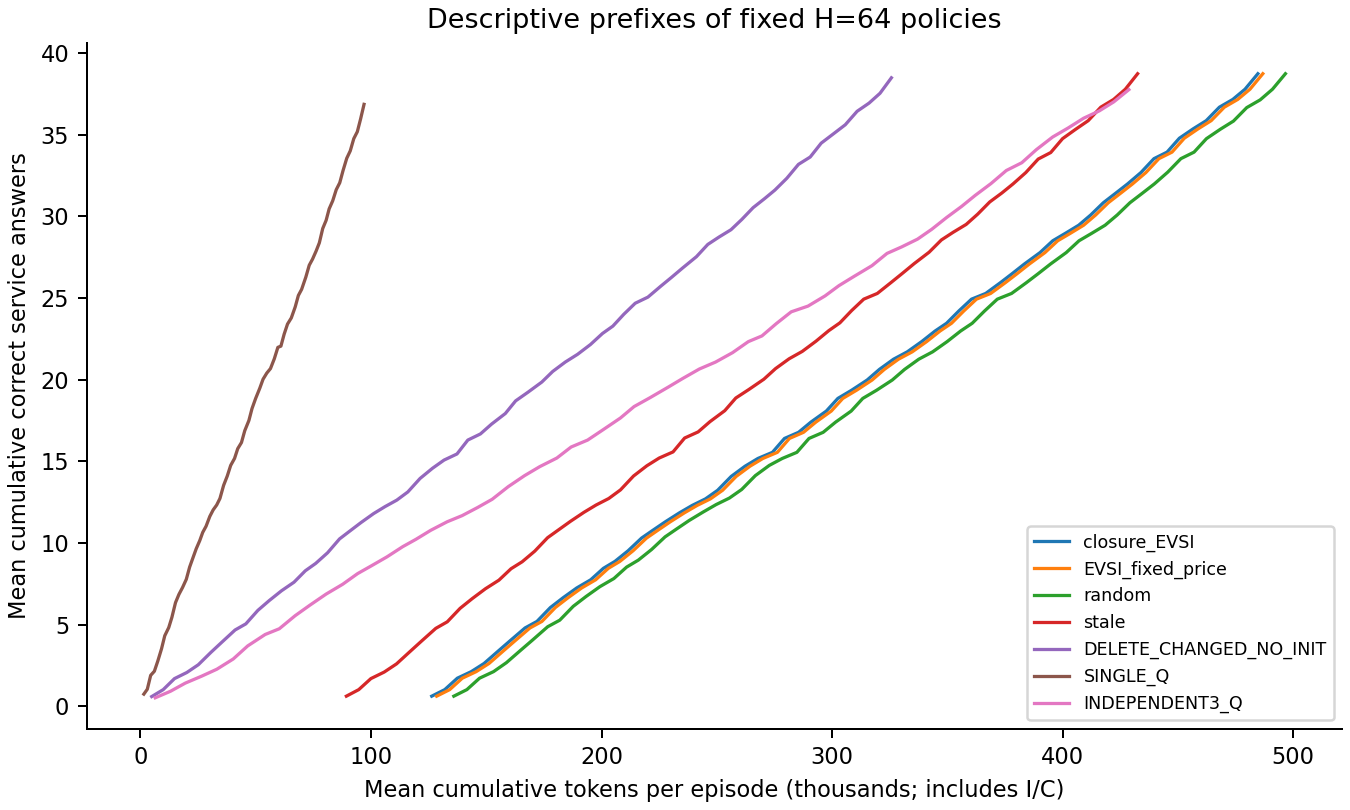 Descriptive prefixes of fixed H=64 policies
Mean cumulative correct service answers
40
35
30
25
20
15
10
5
0
0 100 200 300 400 500
Mean cumulative tokens per episode (thousands; includes I/C)
closure_EVSI
EVSI_fixed_price
random
stale
DELETE_CHANGED_NO_INIT
SINGLE_Q
INDEPENDENT3_Q